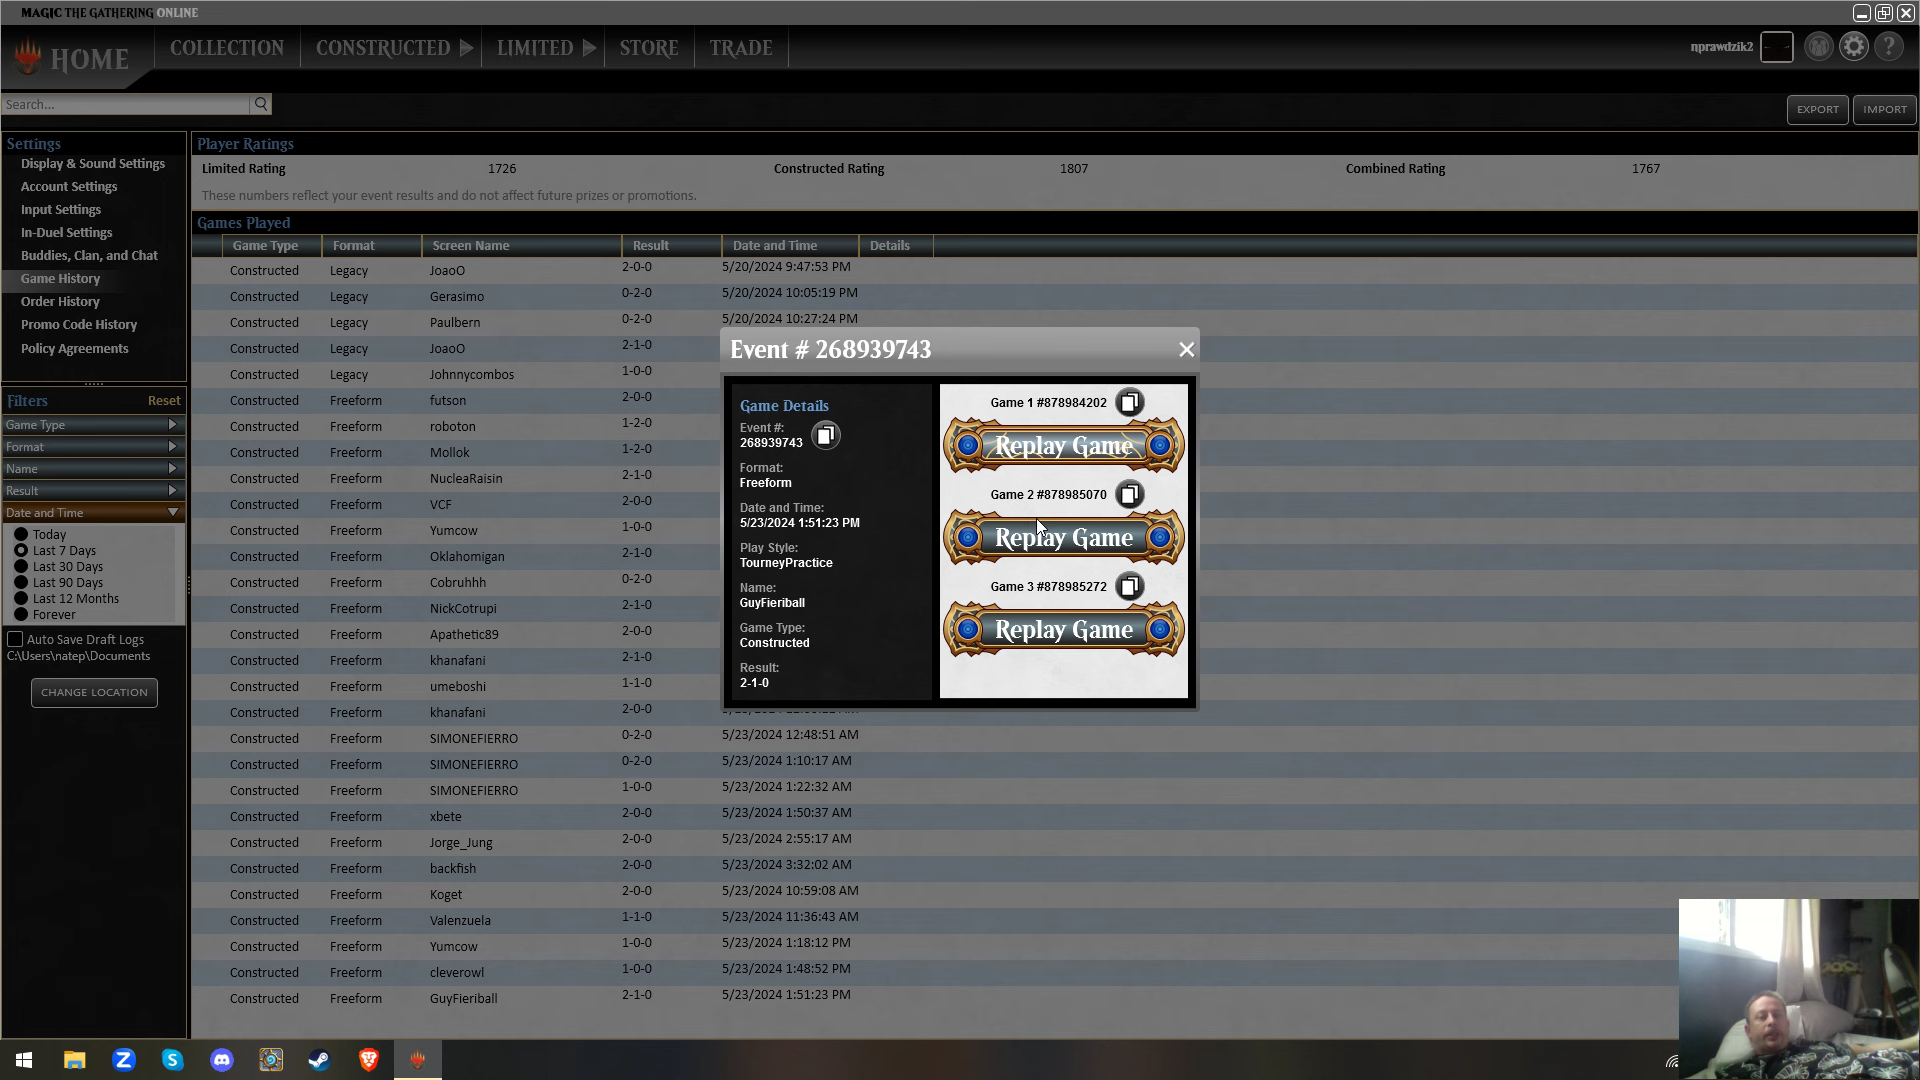 MAGIC THE GATHERING ONLINE
HOME
COLLECTION
CONSTRUCTED
LIMITED
STORE
TRADE
nprawdzik2
Search...
EXPORT
IMPORT
Settings
Display & Sound Settings
Account Settings
Input Settings
In-Duel Settings
Buddies, Clan, and Chat
Game History
Order History
Promo Code History
Policy Agreements
Filters Reset
Game Type
Format
Name
Result
Date and Time
Today
Last 7 Days
Last 30 Days
Last 90 Days
Last 12 Months
Forever
Auto Save Draft Logs
C:\Users\natep\Documents
CHANGE LOCATION
Player Ratings
Limited Rating 1726 Constructed Rating 1807 Combined Rating 1767
These numbers reflect your event results and do not affect future prizes or promotions.
Games Played
Game Type Format Screen Name Result Date and Time Details
Constructed Legacy JoaoO 2-0-0 5/20/2024 9:47:53 PM
Constructed Legacy Gerasimo 0-2-0 5/20/2024 10:05:19 PM
Constructed Legacy Paulbern 0-2-0 5/20/2024 10:27:24 PM
Constructed Legacy JoaoO 2-1-0
Constructed Legacy Johnnycombos 1-0-0
Constructed Freeform futson 2-0-0
Constructed Freeform roboton 1-2-0
Constructed Freeform Mollok 1-2-0
Constructed Freeform NucleaRaisin 2-1-0
Constructed Freeform VCF 2-0-0
Constructed Freeform Yumcow 1-0-0
Constructed Freeform Oklahomigan 2-1-0
Constructed Freeform Cobruhhh 0-2-0
Constructed Freeform NickCotrupi 2-1-0
Constructed Freeform Apathetic89 2-0-0
Constructed Freeform khanafani 2-1-0
Constructed Freeform umeboshi 1-1-0
Constructed Freeform khanafani 2-0-0
Constructed Freeform SIMONEFIERRO 0-2-0 5/23/2024 12:48:51 AM
Constructed Freeform SIMONEFIERRO 0-2-0 5/23/2024 1:10:17 AM
Constructed Freeform SIMONEFIERRO 1-0-0 5/23/2024 1:22:32 AM
Constructed Freeform xbete 2-0-0 5/23/2024 1:50:37 AM
Constructed Freeform Jorge_Jung 2-0-0 5/23/2024 2:55:17 AM
Constructed Freeform backfish 2-0-0 5/23/2024 3:32:02 AM
Constructed Freeform Koget 2-0-0 5/23/2024 10:59:08 AM
Constructed Freeform Valenzuela 1-1-0 5/23/2024 11:36:43 AM
Constructed Freeform Yumcow 1-0-0 5/23/2024 1:18:12 PM
Constructed Freeform cleverowl 1-0-0 5/23/2024 1:48:52 PM
Constructed Freeform GuyFieriball 2-1-0 5/23/2024 1:51:23 PM
Event # 268939743
Game Details
Event #:
268939743
Format:
Freeform
Date and Time:
5/23/2024 1:51:23 PM
Play Style:
TourneyPractice
Name:
GuyFieriball
Game Type:
Constructed
Result:
2-1-0
Game 1 #878984202
Replay Game
Game 2 #878985070
Replay Game
Game 3 #878985272
Replay Game